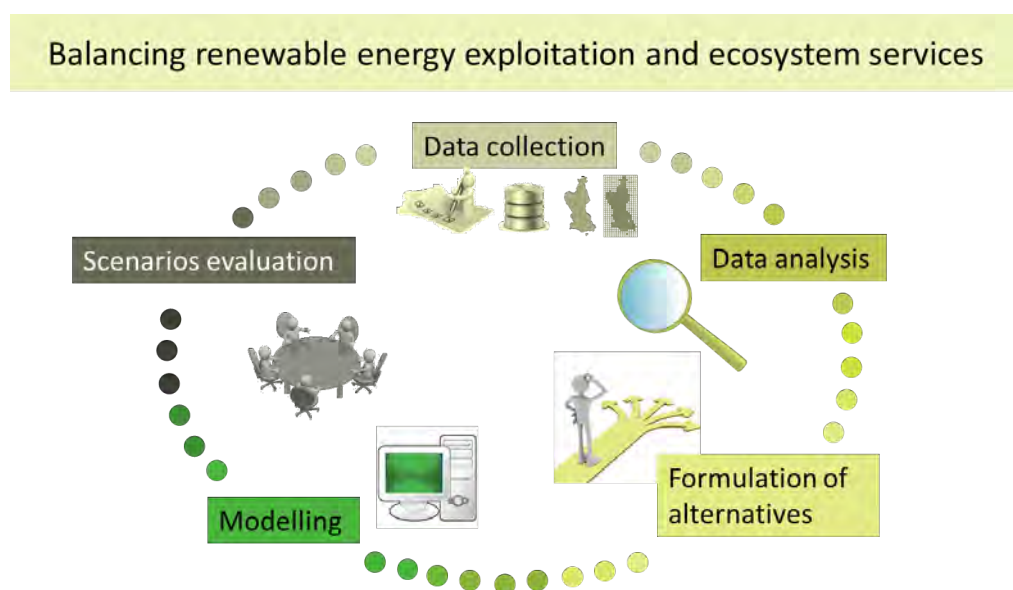 Balancing renewable energy exploitation and ecosystem services
Data collection
Scenarios evaluation
Data analysis
Formulation of
alternatives
Modelling